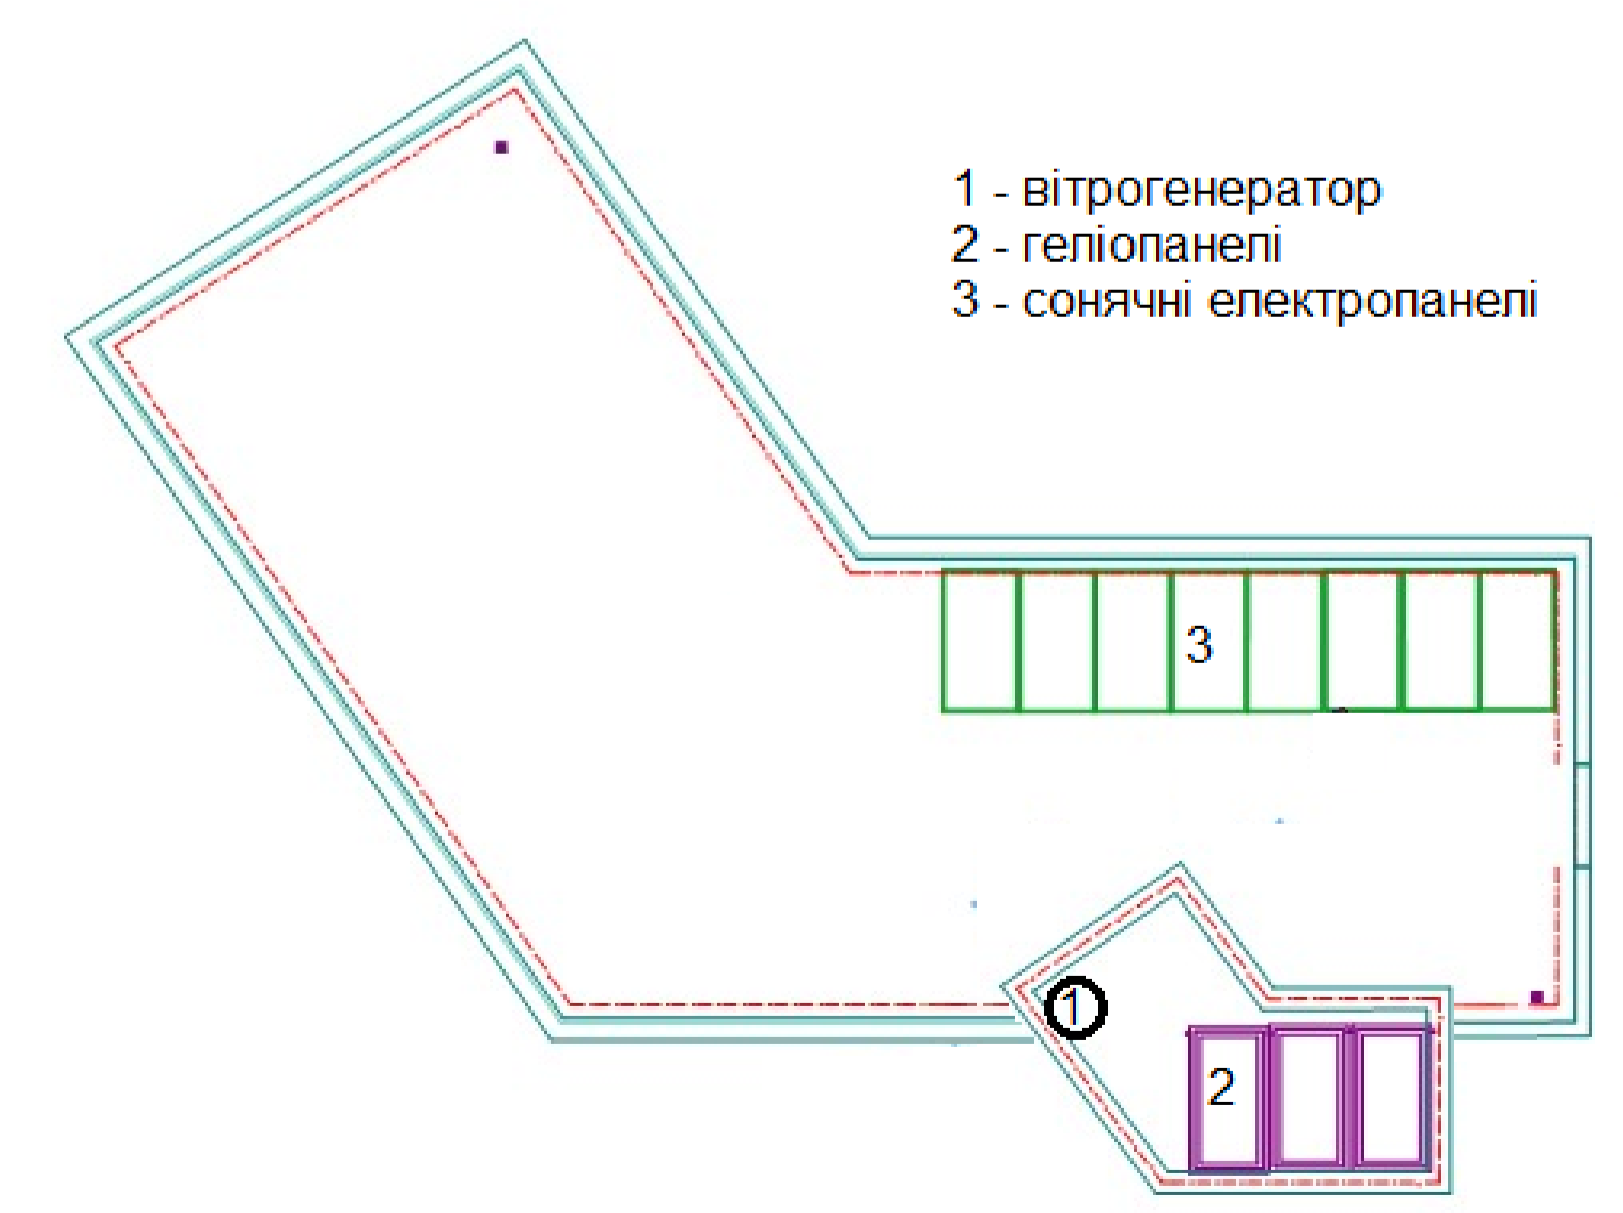 1 - вітрогенератор
2 - геліопанелі
3 - сонячні електропанелі
3
1
2